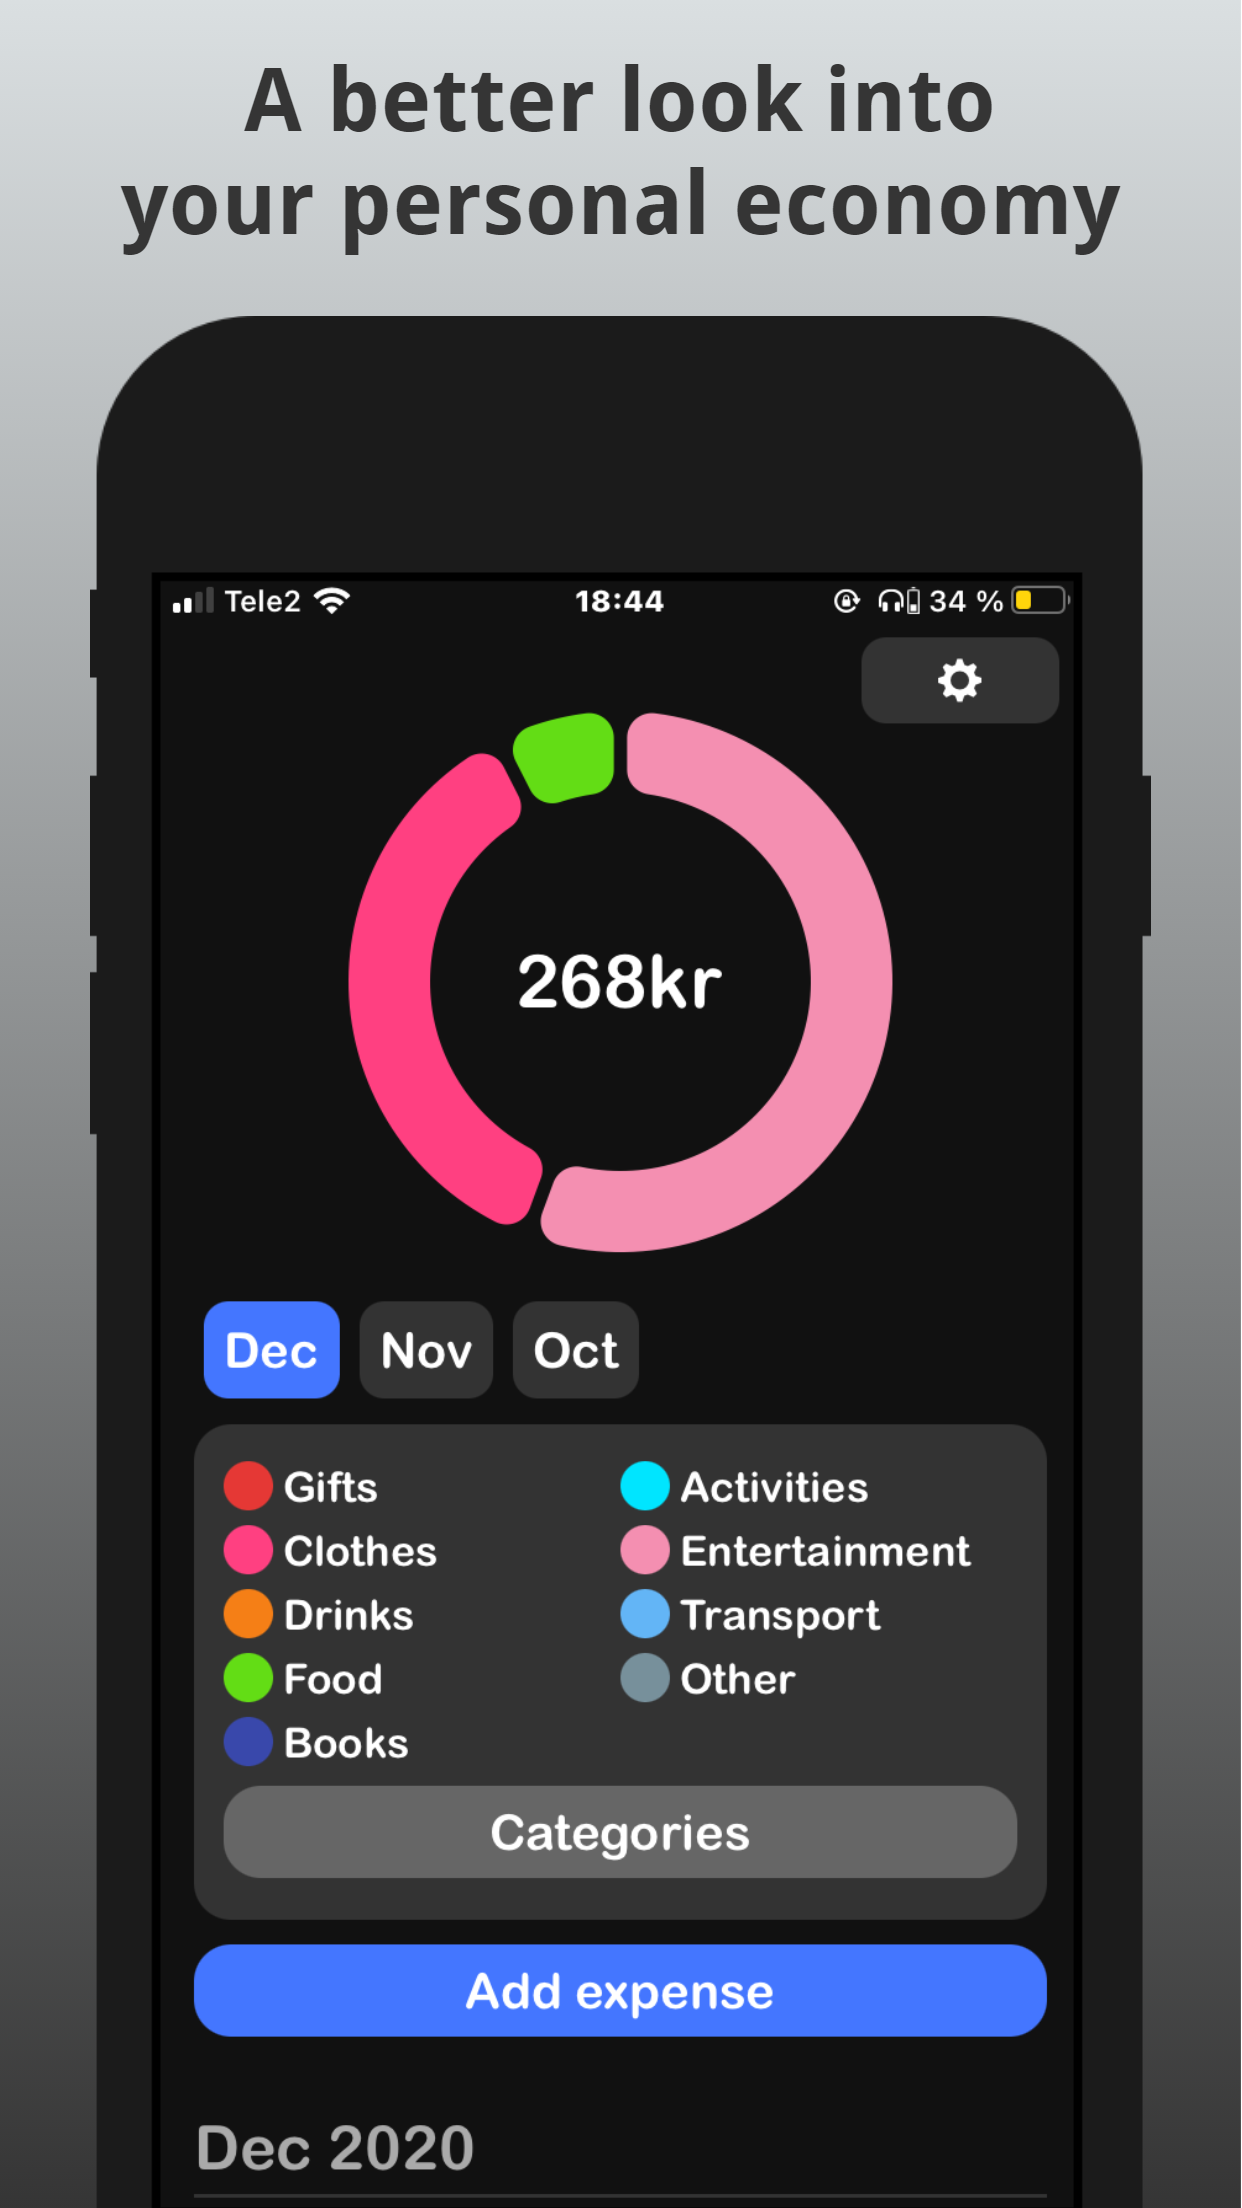 A better look into
your personal economy
Tele2 18:44 34 %
268kr
Dec Nov Oct
Gifts Activities
Clothes Entertainment
Drinks Transport
Food Other
Books
Categories
Add expense
Dec 2020